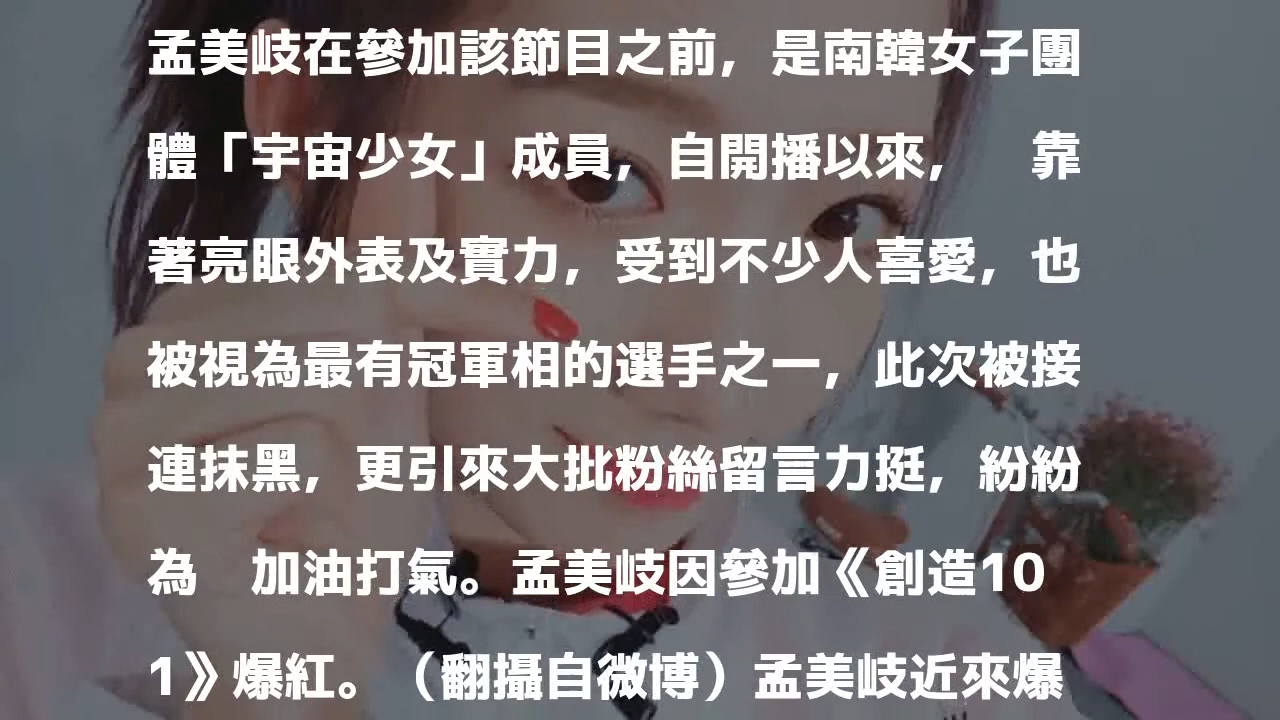 孟美岐在參加該節目之前，是南韓女子團
體「宇宙少女」成員，自開播以來，　靠
著亮眼外表及實力，受到不少人喜愛，也
被視為最有冠軍相的選手之一，此次被接
連抹黑，更引來大批粉絲留言力挺，紛紛
為　加油打氣。孟美岐因參加《創造10
1》爆紅。（翻攝自微博）孟美岐近來爆